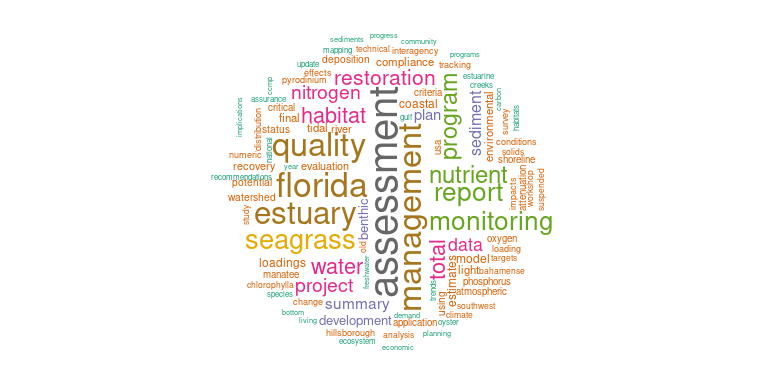 progress
sediments
community
mapping
technical
interagency
deposition
compliance
update
tracking
programs
effects
restoration
estuarine
pyrodinium
ccmp
nitrogen
criteria
creeks
carbon
assurance
critical
habitat
coastal
plan
program
sediment
environmental
survey
habitats
implications
distribution
final
gulf
status
tidal
river
national
quality
assessment
management
usa
conditions
solids
numeric
shoreline
recovery
year
evaluation
nutrient
impacts
attenuation
workshop
suspended
recommendations
potential
florida
report
watershed
study
estuary
benthic
monitoring
seagrass
old
total
data
oxygen
loading
loadings
water
freshwater
model
targets
manatee
light
bahamense
chlorophylla
project
trends
estimates
phosphorus
species
atmospheric
change
summary
using
southwest
bottom
living
development
demand
application
oyster
climate
hillsborough
analysis
planning
ecosystem
economic